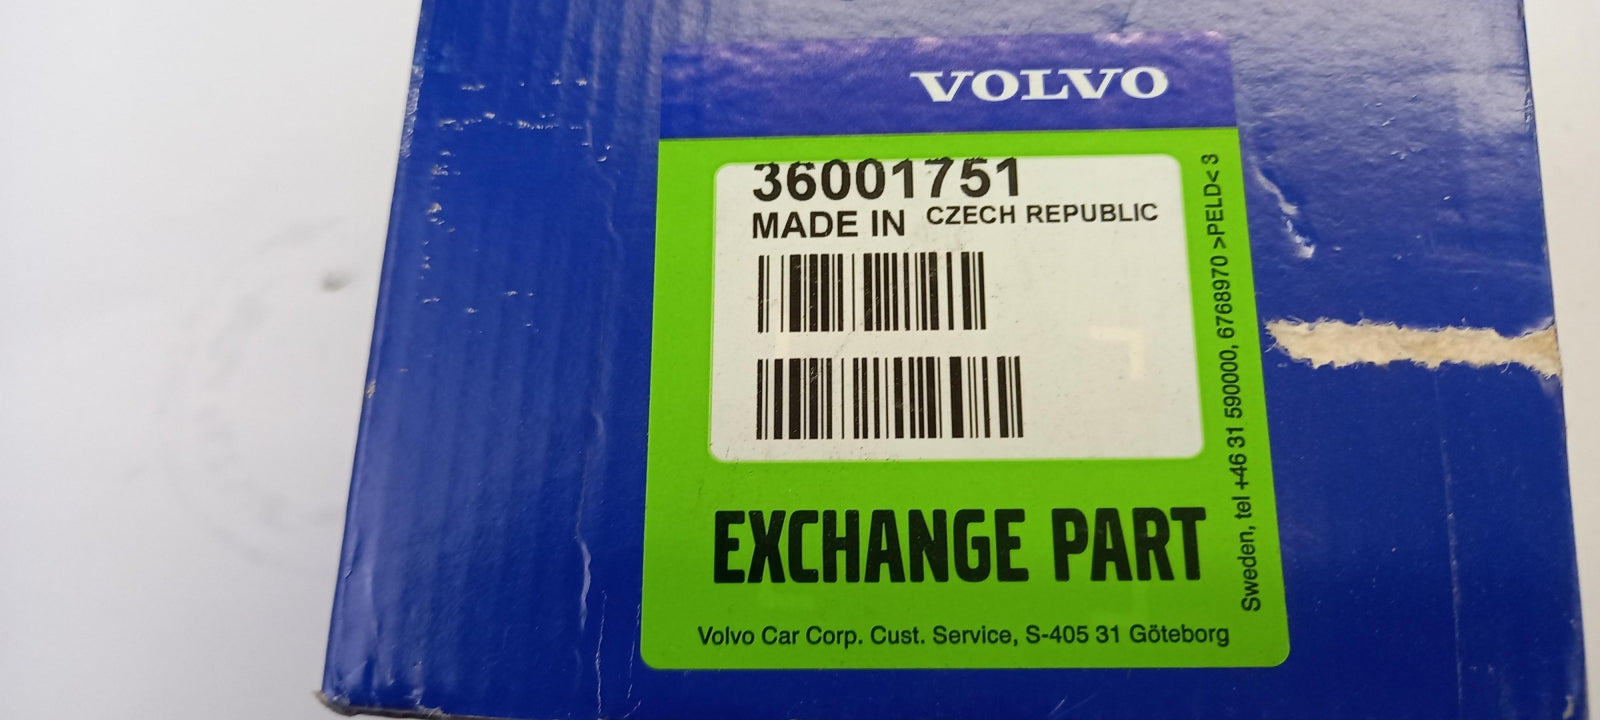 VOLVO
36001751
MADE IN CZECH REPUBLIC
EXCHANGE PART
Volvo Car Corp. Cust. Service, S-405 31 Göteborg
Sweden, tel +46 31 590000, 6768970 >PELD< 3